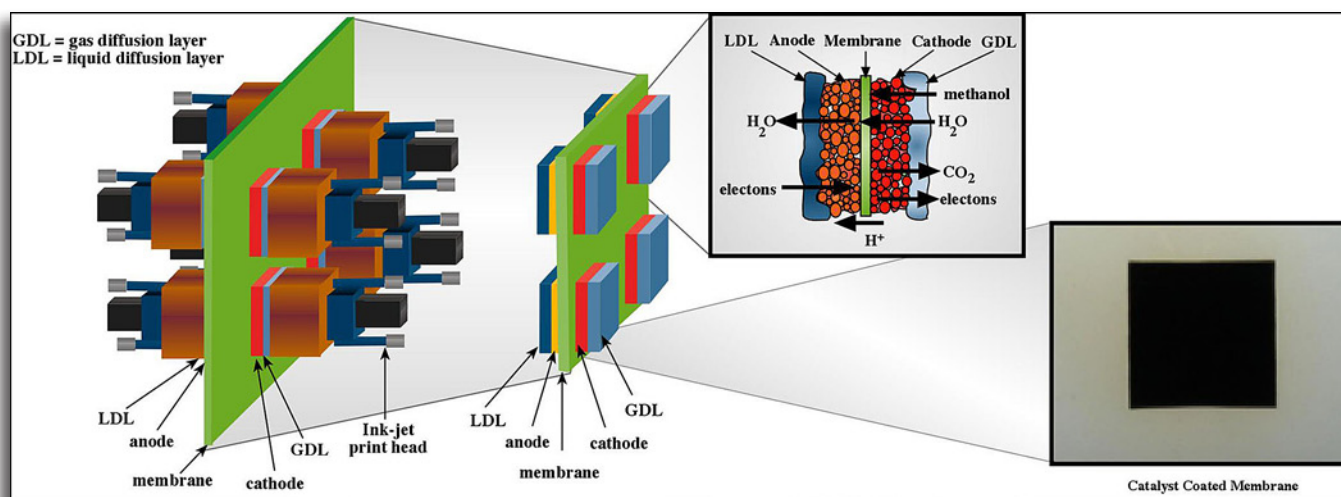 GDL = gas diffusion layer
LDL = liquid diffusion layer
LDL
anode
membrane
cathode
GDL
Ink-jet
print head
LDL
anode
membrane
cathode
GDL
LDL Anode Membrane Cathode GDL
methanol
H2O
H2O
CO2
electons
electons
H+
Catalyst Coated Membrane